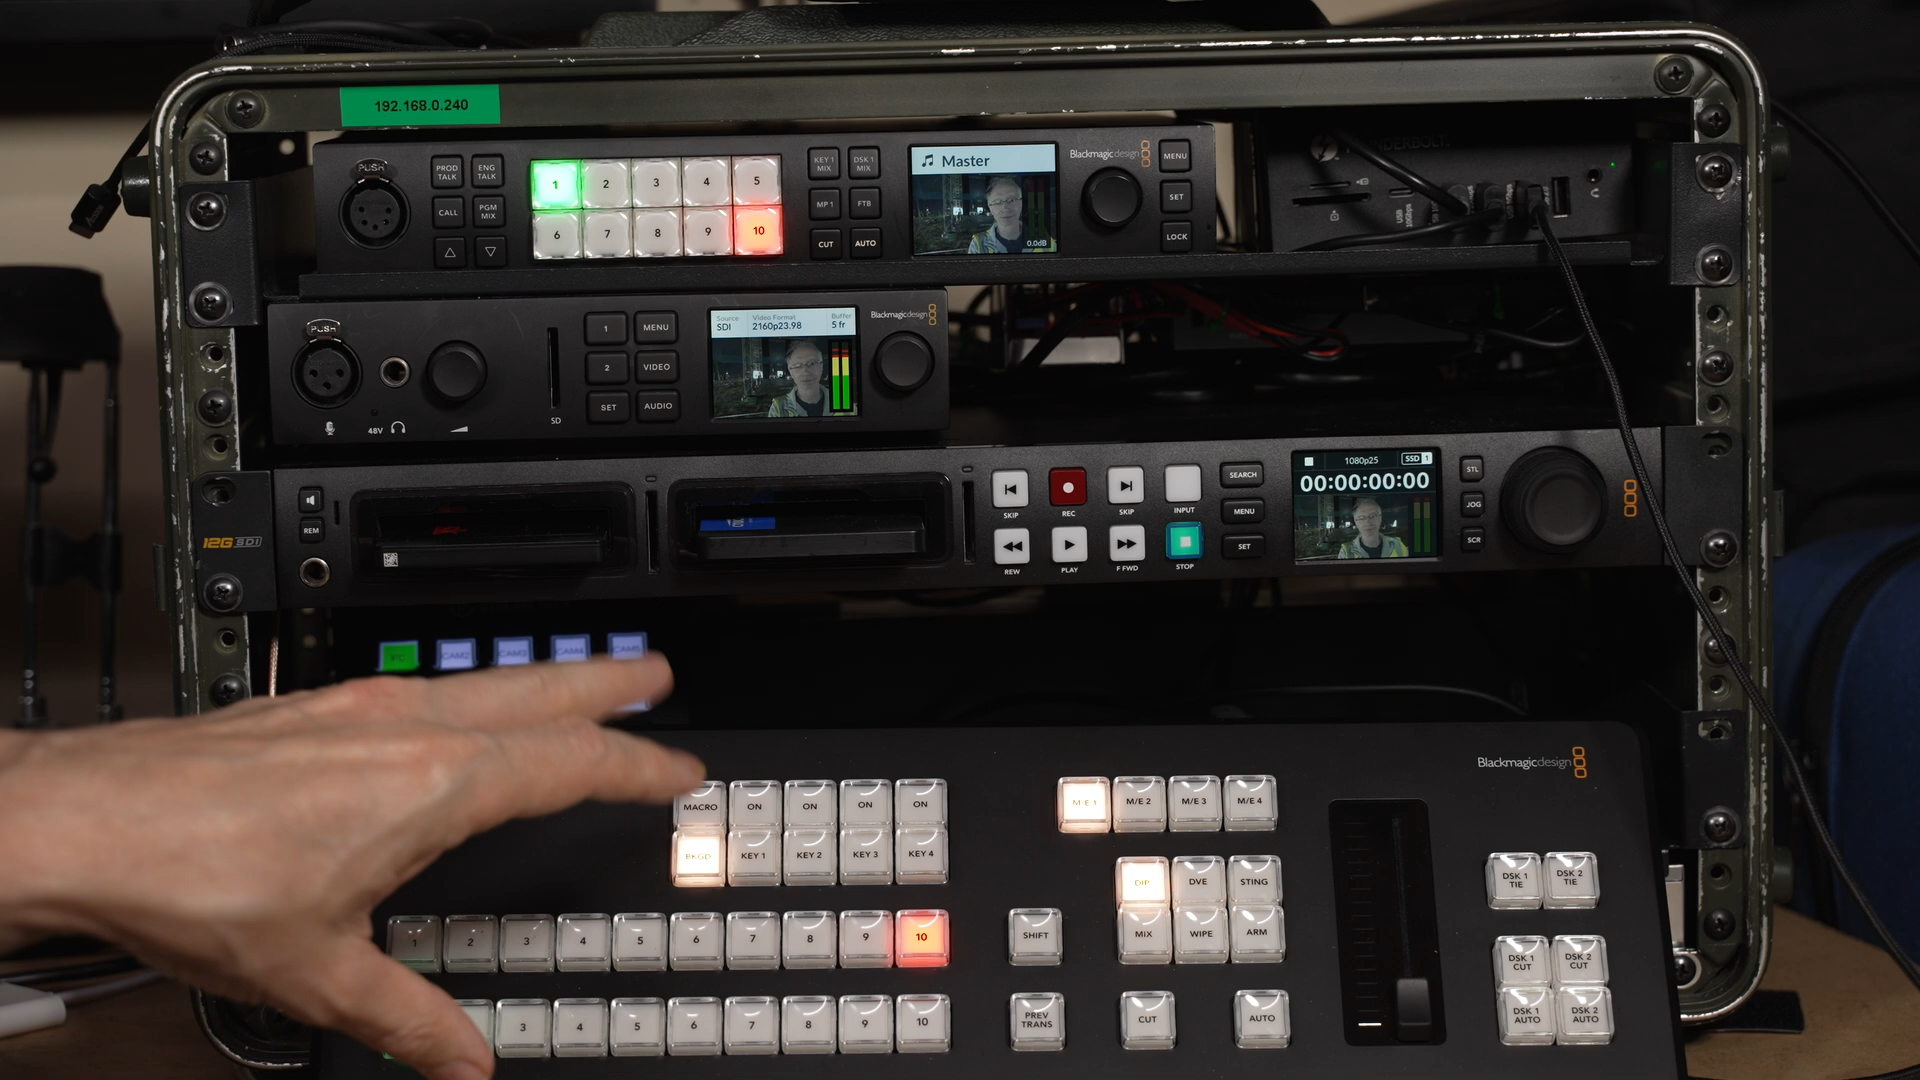 192.168.0.240
PUSH
PROD TALK
ENG TALK
CALL
PGM MIX
1 2 3 4 5
6 7 8 9 10
KEY 1 MIX
DSK 1 MIX
MP 1
FTB
CUT
AUTO
Master
0.0dB
Blackmagicdesign
MENU
SET
LOCK
PUSH
48V
SD
1
MENU
2
VIDEO
SET
AUDIO
Source
SDI
Video Format
2160p23.98
Buffer
5 fr
Blackmagicdesign
12G SDI
REM
SKIP
REC
SKIP
INPUT
REW
PLAY
F FWD
STOP
SEARCH
MENU
SET
1080p25
SSD 1
00:00:00:00
STL
JOG
SCR
CAM2
CAM3
CAM4
CAM5
Blackmagicdesign
MACRO
ON
ON
ON
ON
BKGD
KEY 1
KEY 2
KEY 3
KEY 4
M/E 1
M/E 2
M/E 3
M/E 4
DIP
DVE
STING
MIX
WIPE
ARM
DSK 1 TIE
DSK 2 TIE
1 2 3 4 5 6 7 8 9 10
SHIFT
DSK 1 CUT
DSK 2 CUT
3 4 5 6 7 8 9 10
PREV TRANS
CUT
AUTO
DSK 1 AUTO
DSK 2 AUTO